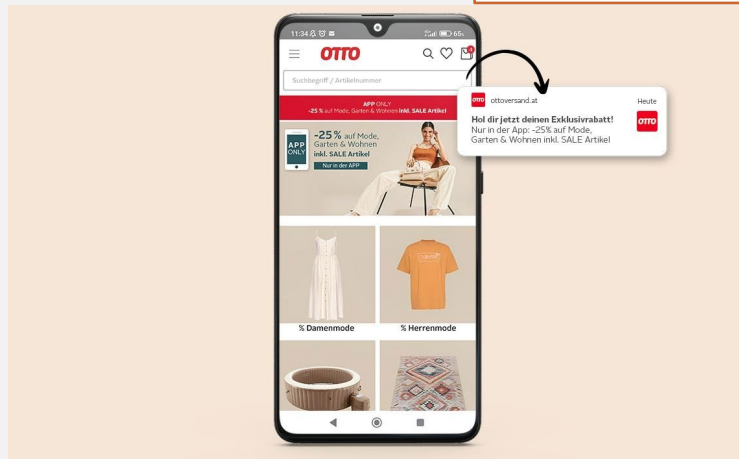 11:34
65
OTTO
Suchbegriff / Artikelnummer
APP ONLY
-25 % auf Mode, Garten & Wohnen inkl. SALE Artikel
APP
ONLY
-25 % auf Mode,
Garten & Wohnen
inkl. SALE Artikel
Nur in der APP
% Damenmode
% Herrenmode
OTTO
ottoversand.at
Heute
Hol dir jetzt deinen Exklusivrabatt!
Nur in der App: -25% auf Mode,
Garten & Wohnen inkl. SALE Artikel
OTTO